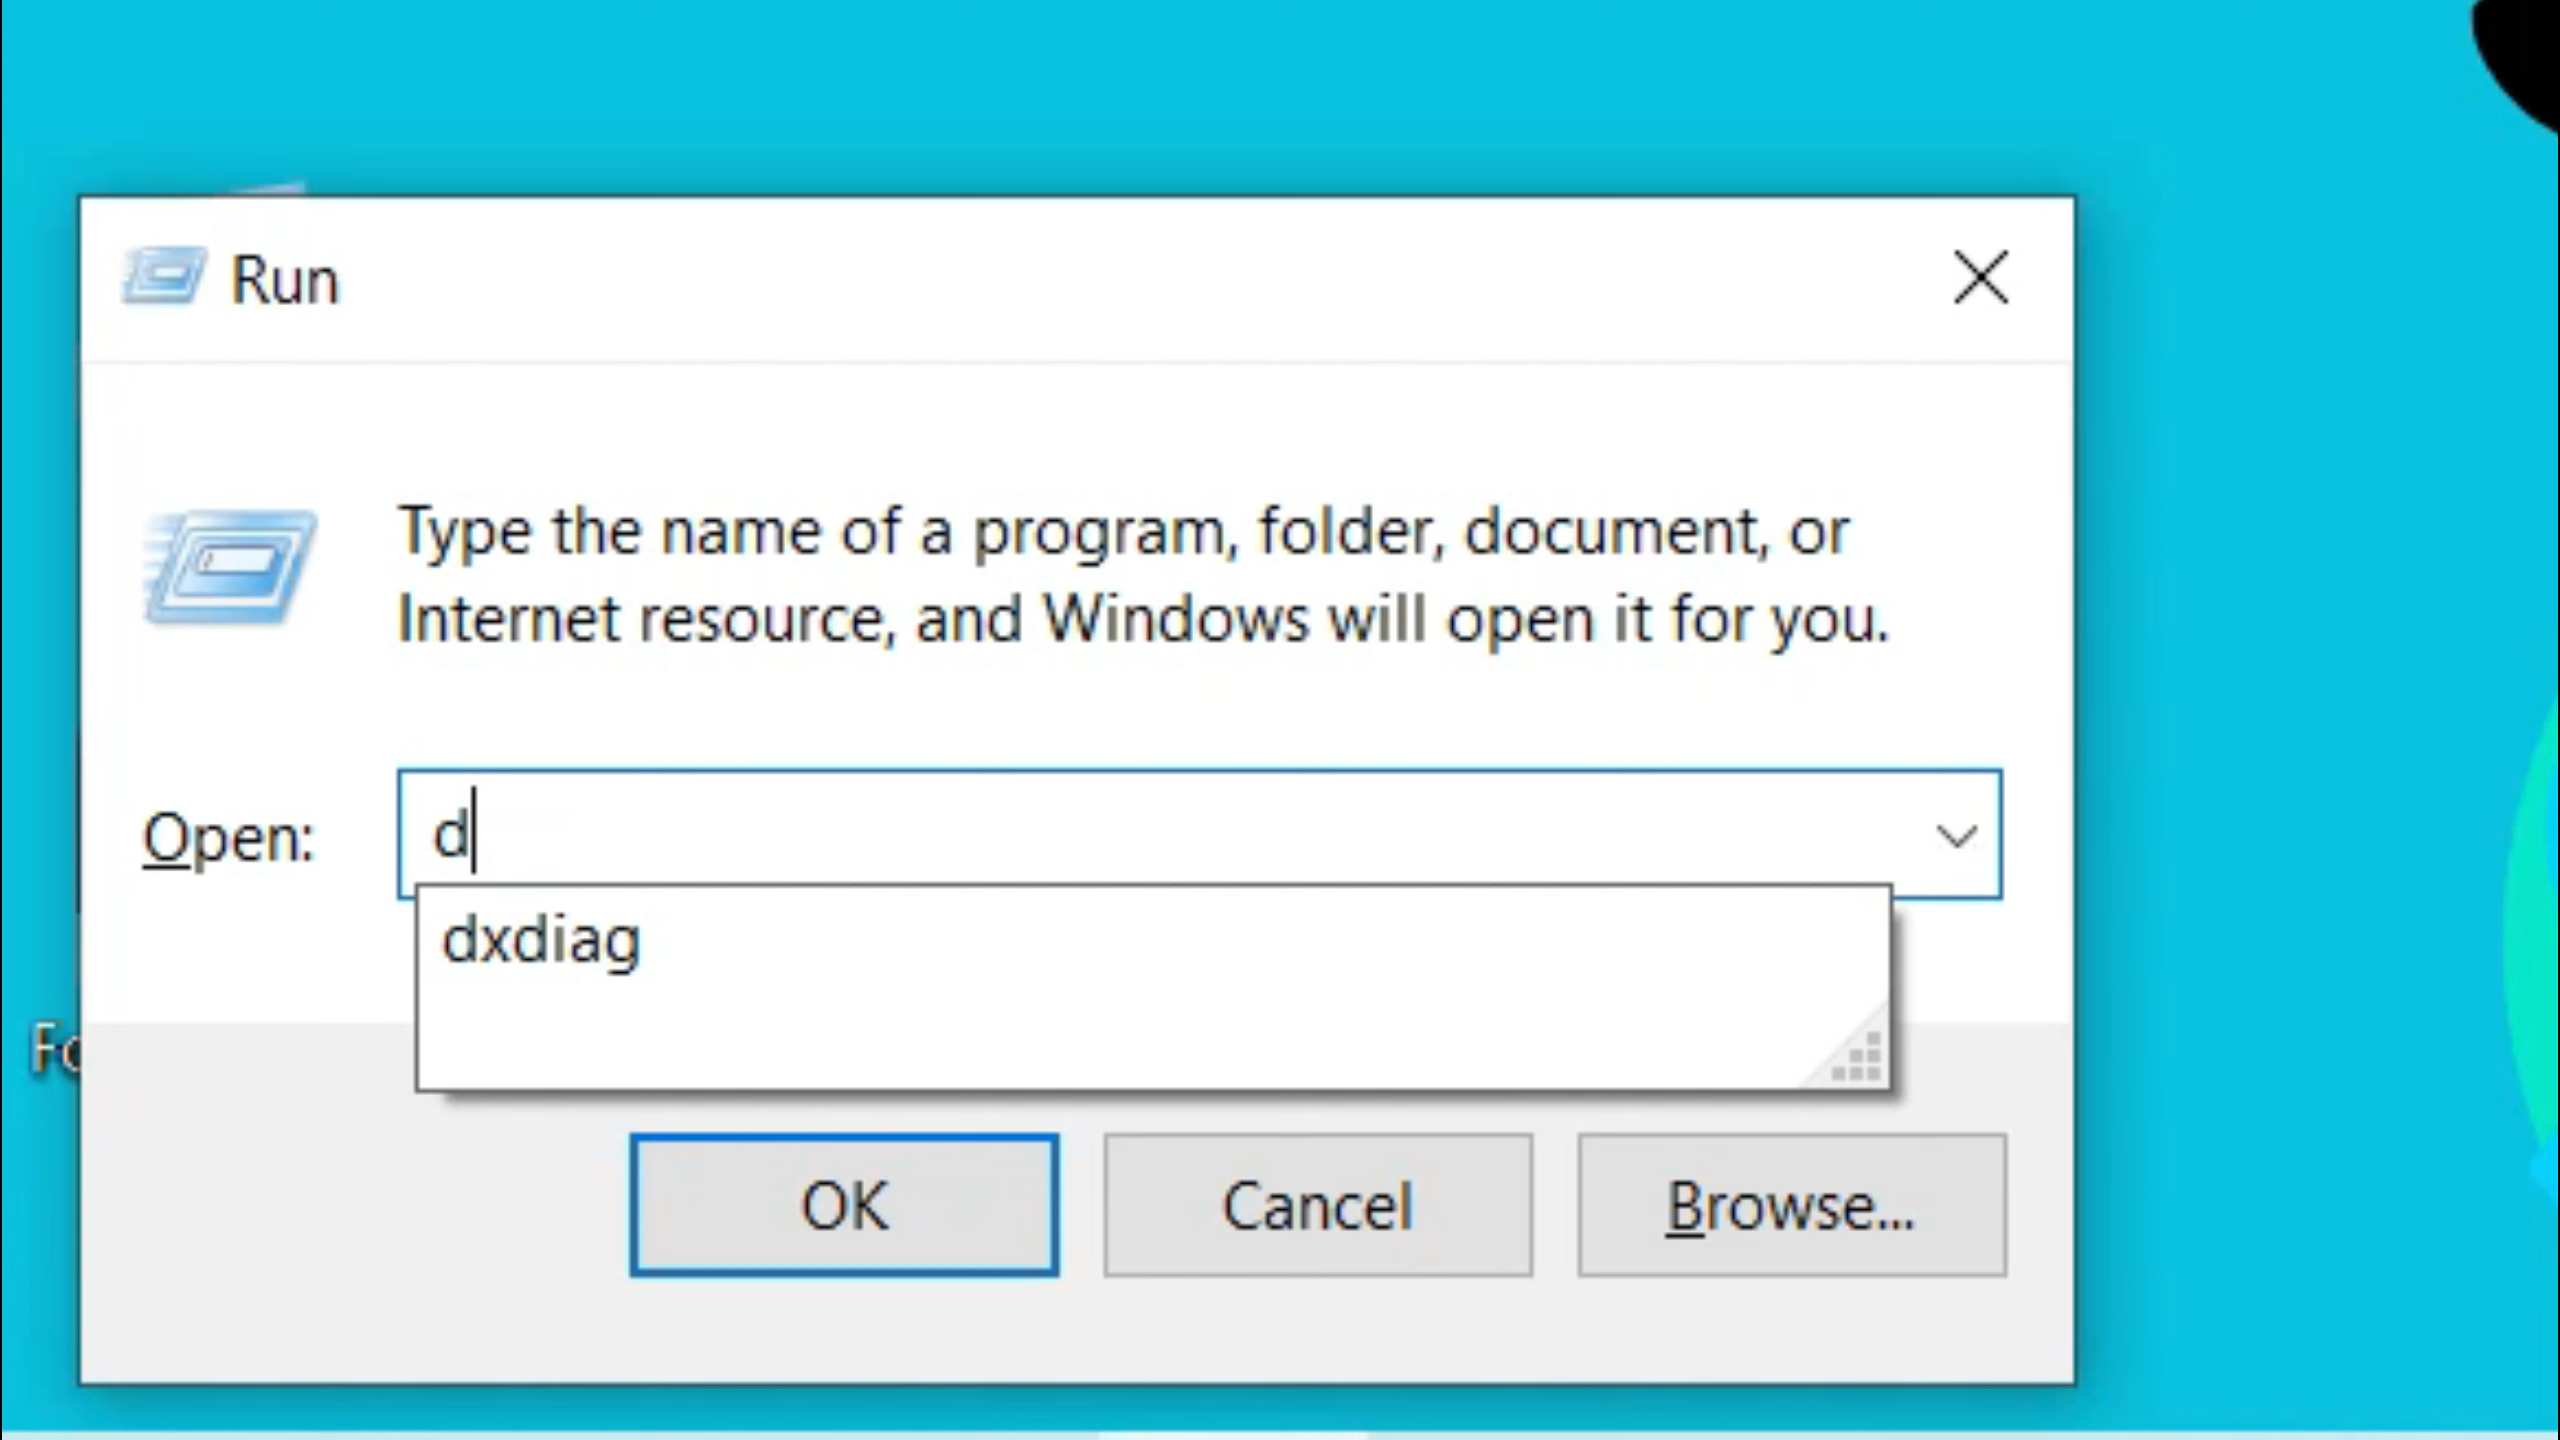 Run
Type the name of a program, folder, document, or
Internet resource, and Windows will open it for you.
Open:
d
dxdiag
Fo
OK
Cancel
Browse...